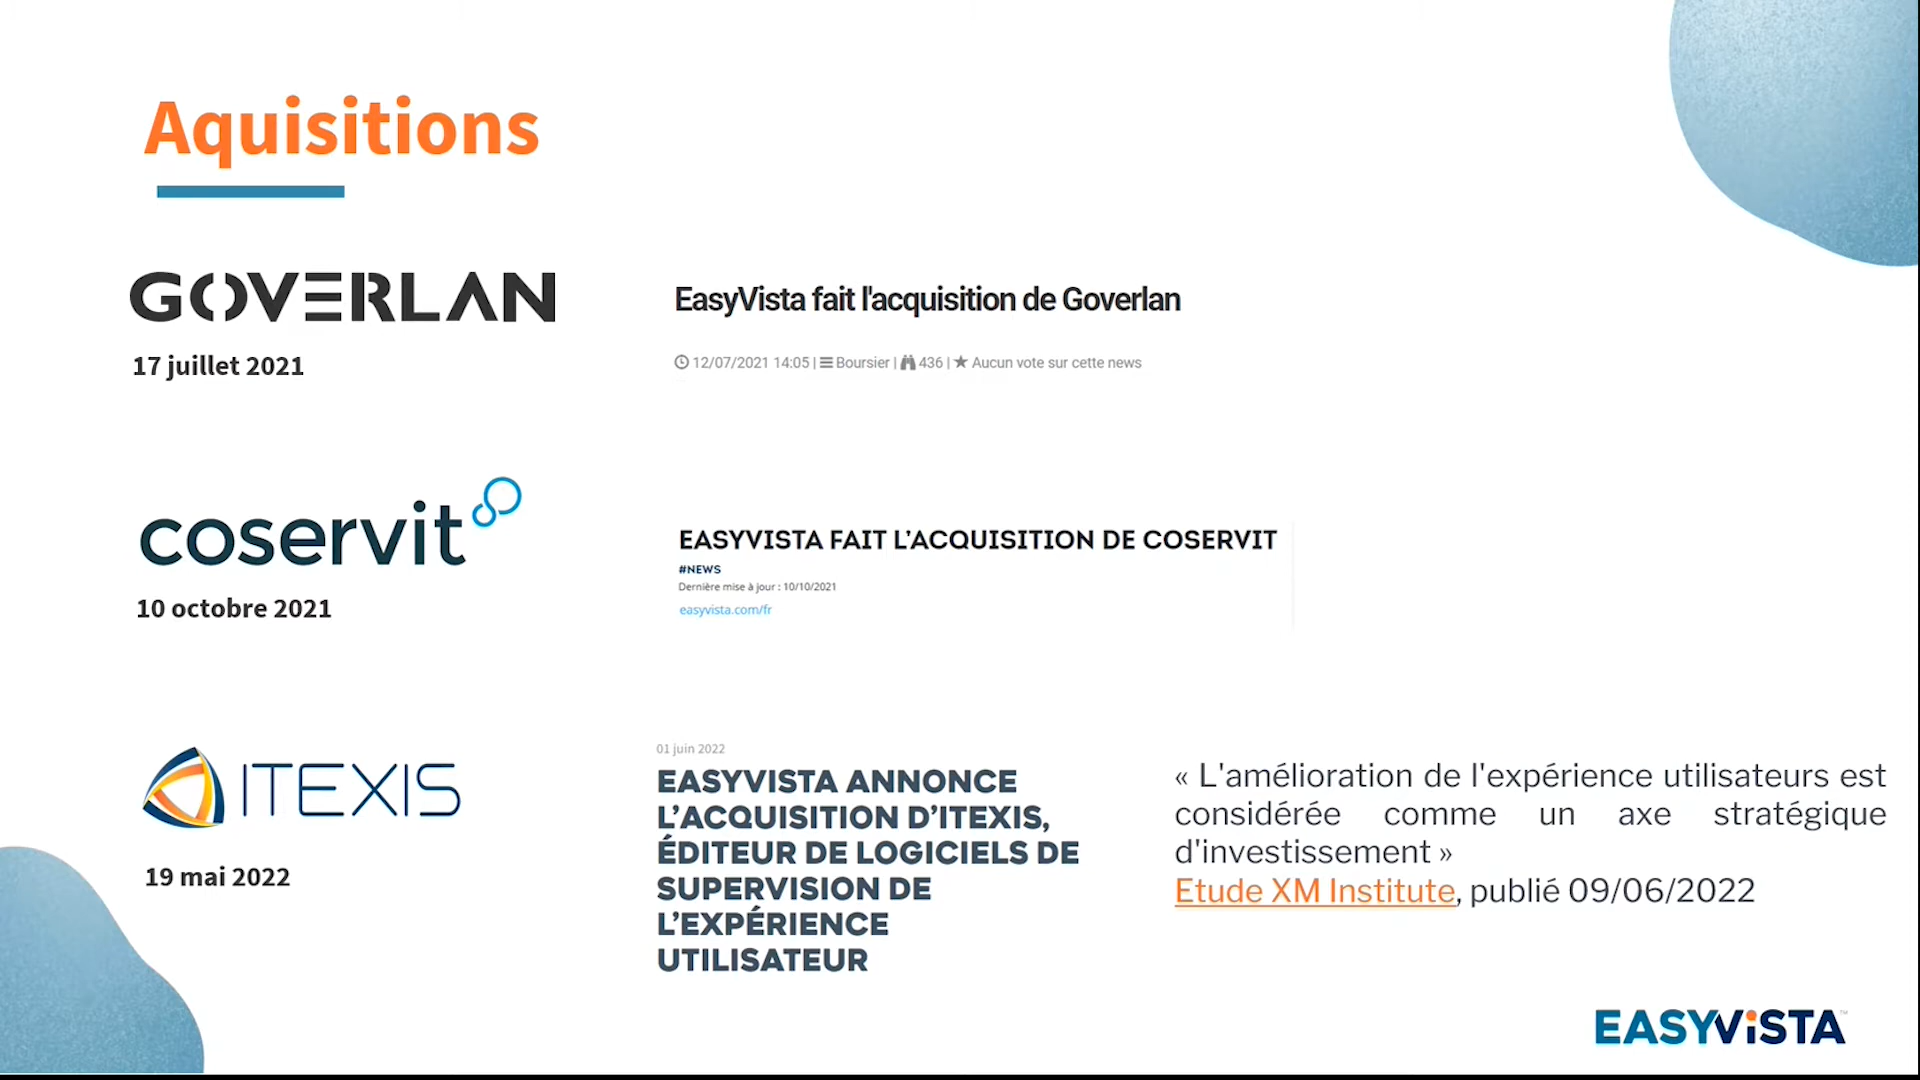 Aquisitions
GOVERLAN
17 juillet 2021
EasyVista fait l'acquisition de Goverlan
12/07/2021 14:05 | Boursier | 436 | Aucun vote sur cette news
coservit
10 octobre 2021
EASYVISTA FAIT L'ACQUISITION DE COSERVIT
#NEWS
Dernière mise à jour : 10/10/2021
easyvista.com/fr
ITEXIS
19 mai 2022
01 juin 2022
EASYVISTA ANNONCE
L'ACQUISITION D'ITEXIS,
ÉDITEUR DE LOGICIELS DE
SUPERVISION DE
L'EXPÉRIENCE
UTILISATEUR
« L'amélioration de l'expérience utilisateurs est
considérée comme un axe stratégique
d'investissement »
Etude XM Institute, publié 09/06/2022
EASYVISTA™